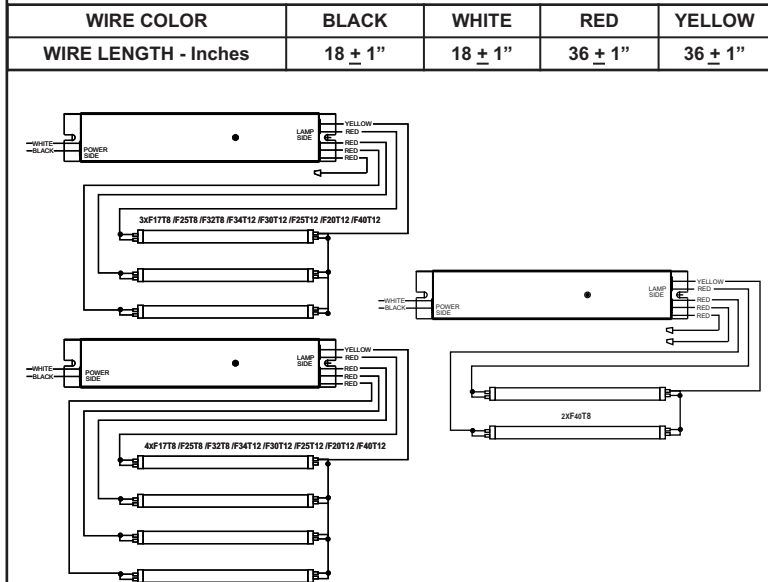 WIRE COLOR BLACK WHITE RED YELLOW
WIRE LENGTH - Inches 18 ± 1” 18 ± 1” 36 ± 1” 36 ± 1”
YELLOW
LAMP SIDE
RED
WHITE
BLACK
POWER SIDE
RED
RED
RED
3xF17T8 /F25T8 /F32T8 /F34T12 /F30T12 /F25T12 /F20T12 /F40T12
YELLOW
LAMP SIDE
RED
WHITE
BLACK
POWER SIDE
RED
RED
RED
2xF40T8
YELLOW
LAMP SIDE
RED
WHITE
BLACK
POWER SIDE
RED
RED
RED
4xF17T8 /F25T8 /F32T8 /F34T12 /F30T12 /F25T12 /F20T12 /F40T12